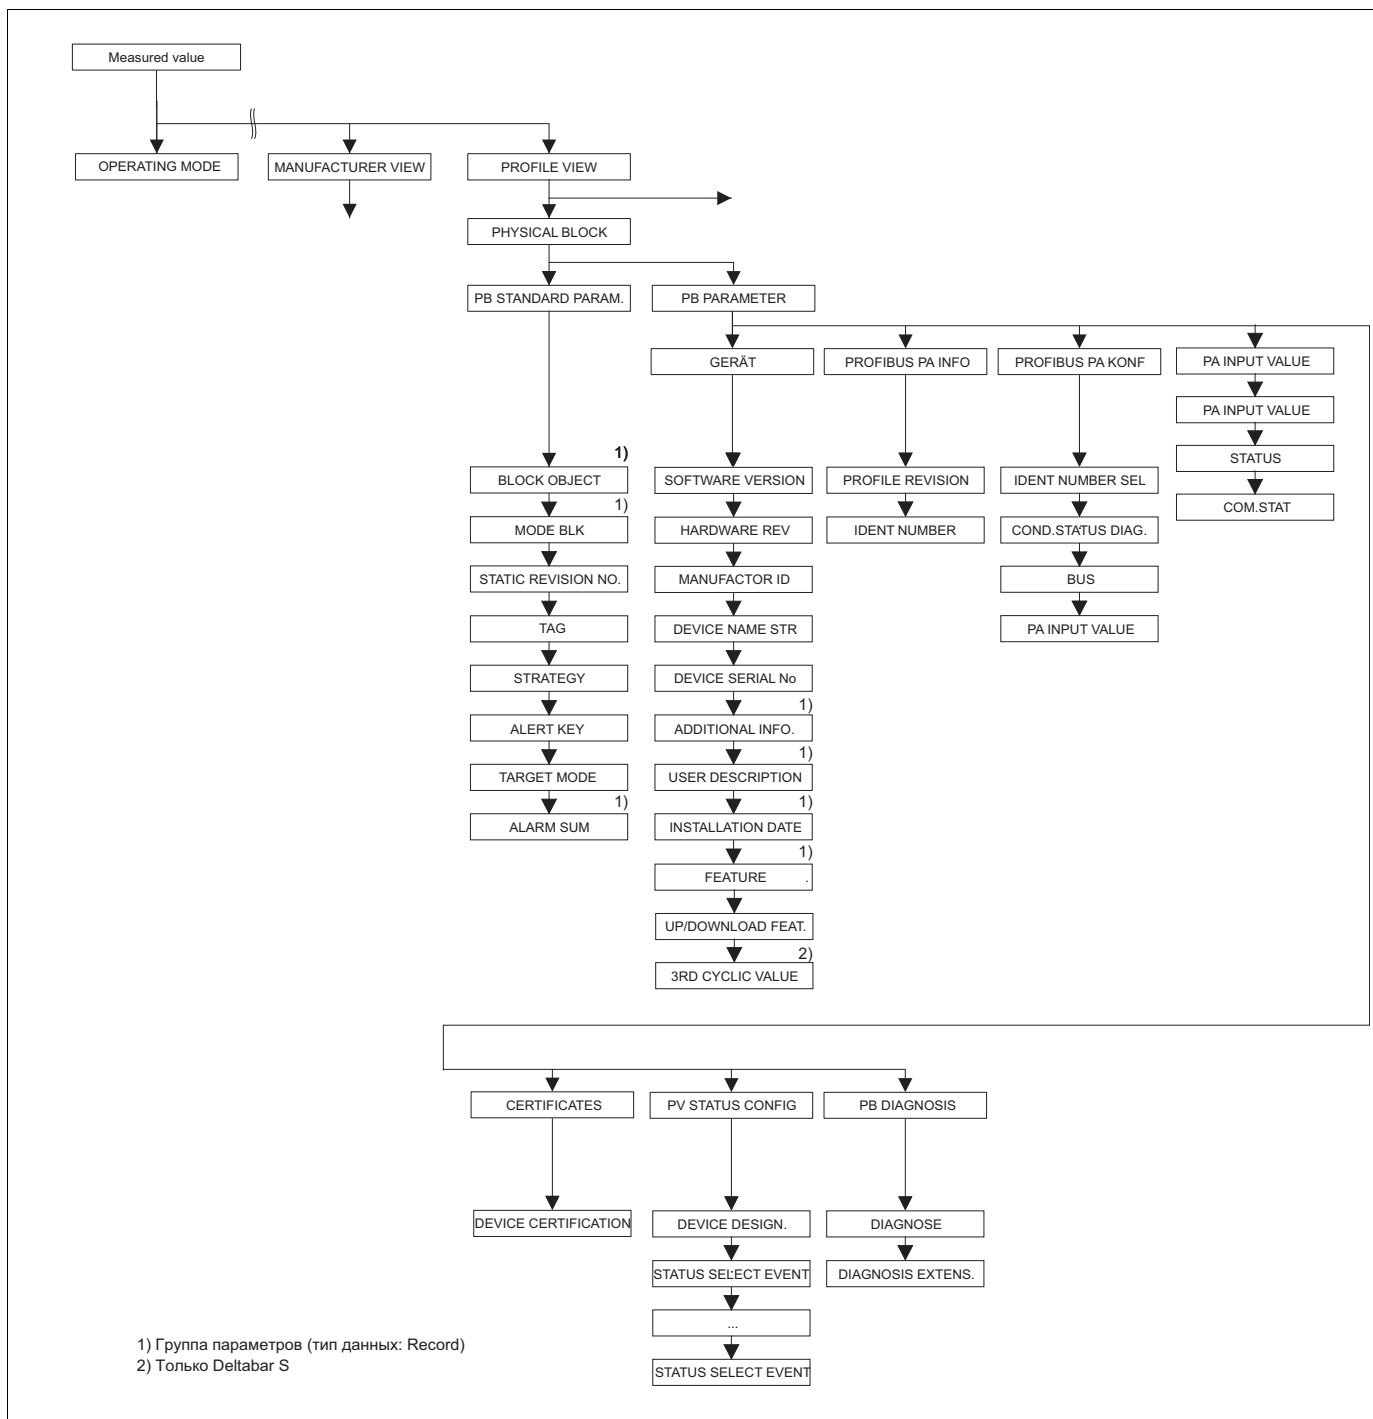 Measured value
OPERATING MODE
MANUFACTURER VIEW
PROFILE VIEW
PHYSICAL BLOCK
PB STANDARD PARAM.
PB PARAMETER
GERÄT
PROFIBUS PA INFO
PROFIBUS PA KONF
PA INPUT VALUE
PA INPUT VALUE
STATUS
COM.STAT
1)
BLOCK OBJECT
1)
MODE BLK
STATIC REVISION NO.
TAG
STRATEGY
ALERT KEY
TARGET MODE
1)
ALARM SUM
SOFTWARE VERSION
HARDWARE REV
MANUFACTOR ID
DEVICE NAME STR
DEVICE SERIAL No
1)
ADDITIONAL INFO.
1)
USER DESCRIPTION
1)
INSTALLATION DATE
1)
FEATURE .
UP/DOWNLOAD FEAT.
2)
3RD CYCLIC VALUE
PROFILE REVISION
IDENT NUMBER
IDENT NUMBER SEL
COND.STATUS DIAG.
BUS
PA INPUT VALUE
CERTIFICATES
PV STATUS CONFIG
PB DIAGNOSIS
DEVICE CERTIFICATION
DEVICE DESIGN.
STATUS SELECT EVENT
...
STATUS SELECT EVENT
DIAGNOSE
DIAGNOSIS EXTENS.
1) Группа параметров (тип данных: Record)
2) Только Deltabar S